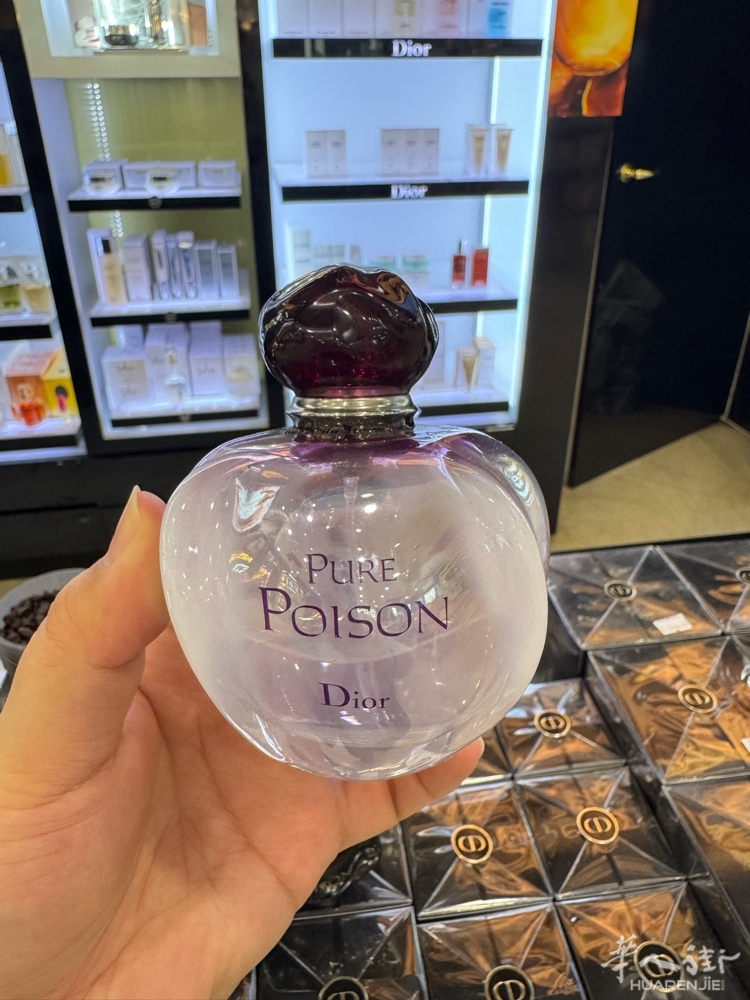 Dior
Dior
PURE
POISON
Dior
華人街
HUARENJIE